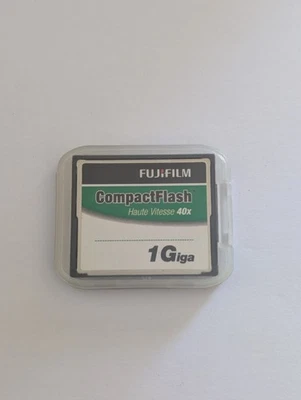 FUJIFILM
CompactFlash
Haute Vitesse 40x
1Giga